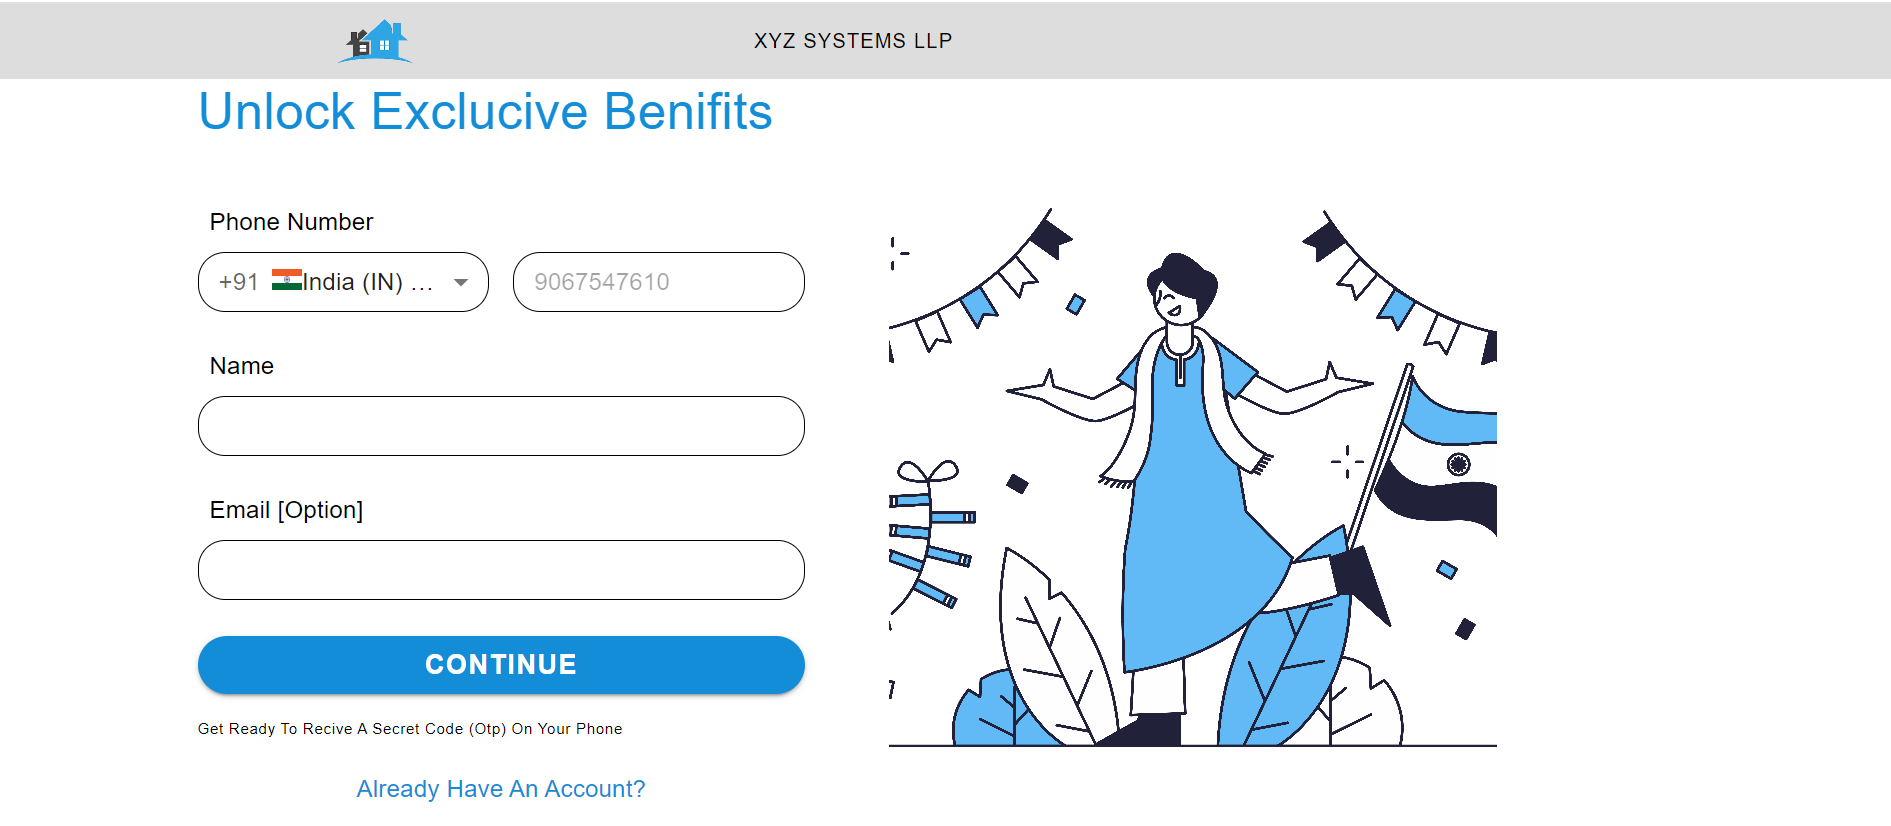 XYZ SYSTEMS LLP
Unlock Exclucive Benifits
Phone Number
+91 India (IN) ...
9067547610
Name
Email [Option]
CONTINUE
Get Ready To Recive A Secret Code (Otp) On Your Phone
Already Have An Account?